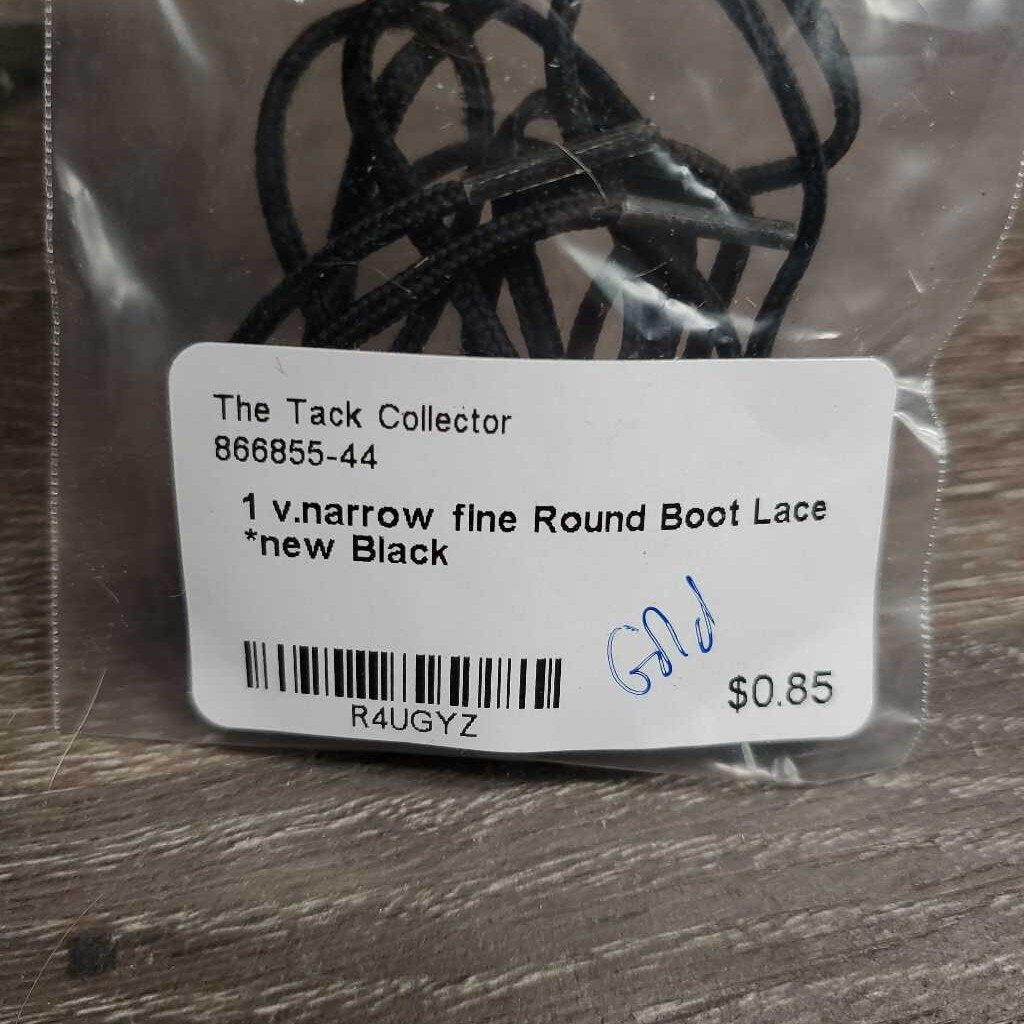 The Tack Collector
866855-44
1 v.narrow fine Round Boot Lace
*new Black
R4UGYZ
$0.85